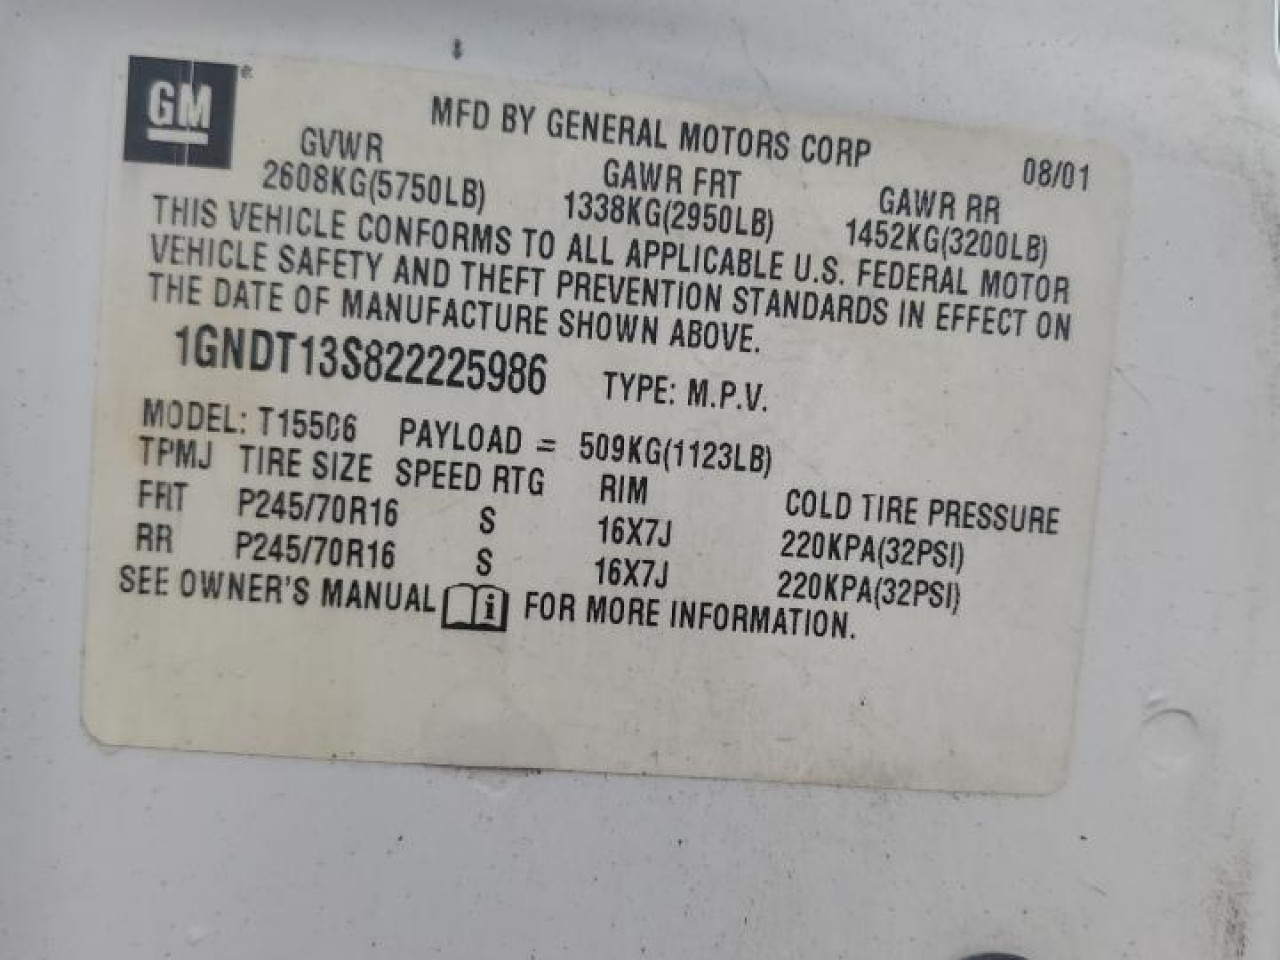 GM®
MFD BY GENERAL MOTORS CORP 08/01
GVWR GAWR FRT GAWR RR
2608KG(5750LB) 1338KG(2950LB) 1452KG(3200LB)
THIS VEHICLE CONFORMS TO ALL APPLICABLE U.S. FEDERAL MOTOR
VEHICLE SAFETY AND THEFT PREVENTION STANDARDS IN EFFECT ON
THE DATE OF MANUFACTURE SHOWN ABOVE.
1GNDT13S822225986 TYPE: M.P.V.
MODEL: T15506 PAYLOAD = 509KG(1123LB)
TPMJ TIRE SIZE SPEED RTG RIM COLD TIRE PRESSURE
FRT P245/70R16 S 16X7J 220KPA(32PSI)
RR P245/70R16 S 16X7J 220KPA(32PSI)
SEE OWNER'S MANUAL i FOR MORE INFORMATION.